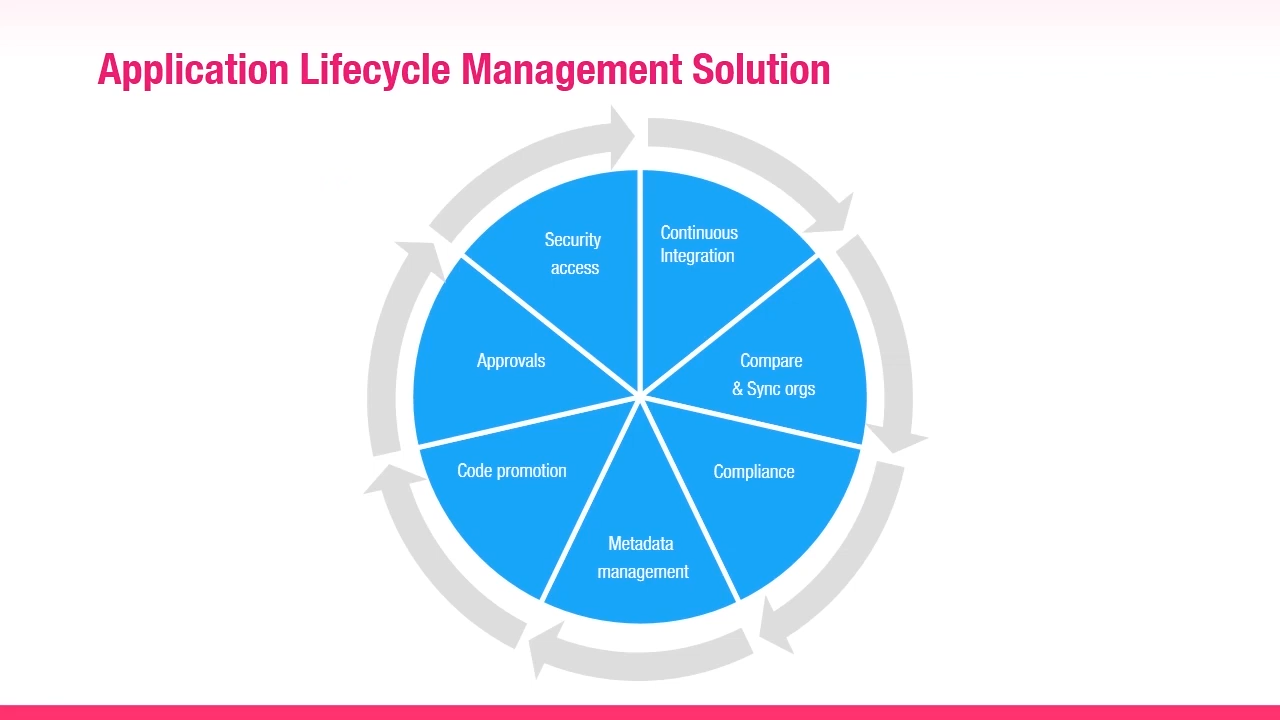 Application Lifecycle Management Solution
Security
access
Continuous
Integration
Approvals
Compare
& Sync orgs
Code promotion
Compliance
Metadata
management